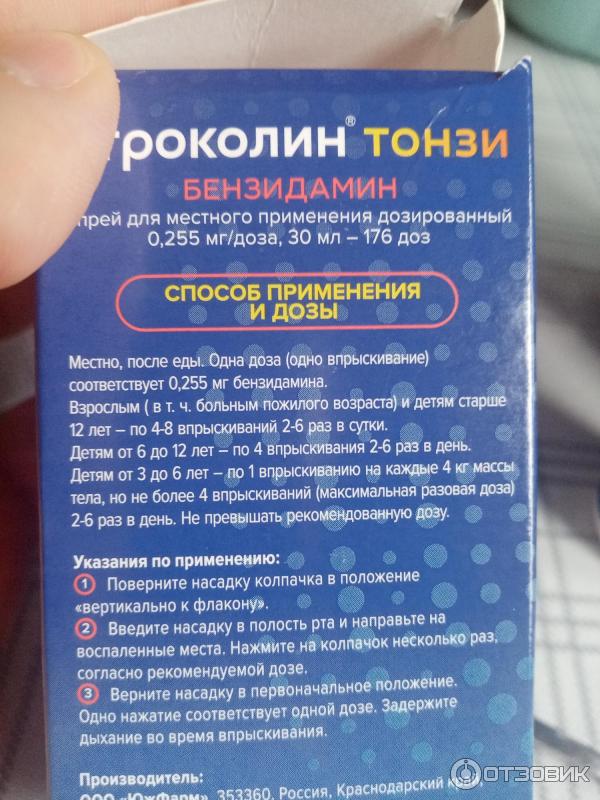 троколин® ТОНЗИ
БЕНЗИДАМИН
прей для местного применения дозированный
0,255 мг/доза, 30 мл – 176 доз
СПОСОБ ПРИМЕНЕНИЯ
И ДОЗЫ
Местно, после еды. Одна доза (одно впрыскивание)
соответствует 0,255 мг бензидамина.
Взрослым ( в т. ч. больным пожилого возраста) и детям старше
12 лет – по 4-8 впрыскиваний 2-6 раз в сутки.
Детям от 6 до 12 лет – по 4 впрыскивания 2-6 раз в день.
Детям от 3 до 6 лет – по 1 впрыскиванию на каждые 4 кг массы
тела, но не более 4 впрыскиваний (максимальная разовая доза)
2-6 раз в день. Не превышать рекомендованную дозу.
Указания по применению:
1 Поверните насадку колпачка в положение
«вертикально к флакону».
2 Введите насадку в полость рта и направьте на
воспаленные места. Нажмите на колпачок несколько раз,
согласно рекомендуемой дозе.
3 Верните насадку в первоначальное положение.
Одно нажатие соответствует одной дозе. Задержите
дыхание во время впрыскивания.
Производитель:
ООО «ЮжФарм», 353360, Россия, Краснодарский край,
ОТЗОВИК